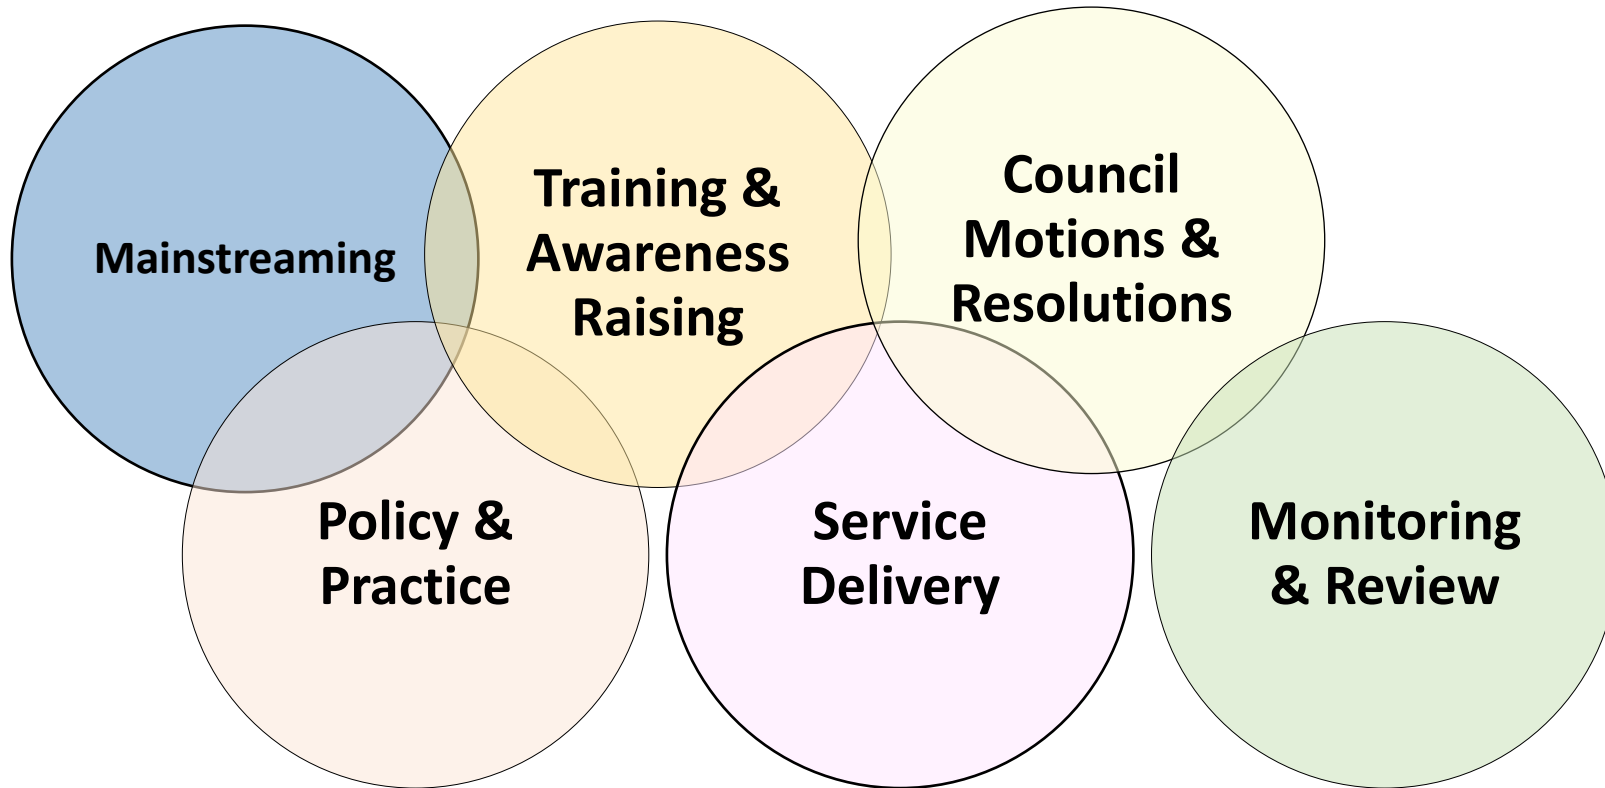 Mainstreaming
Training &
Awareness
Raising
Council
Motions &
Resolutions
Policy &
Practice
Service
Delivery
Monitoring
& Review